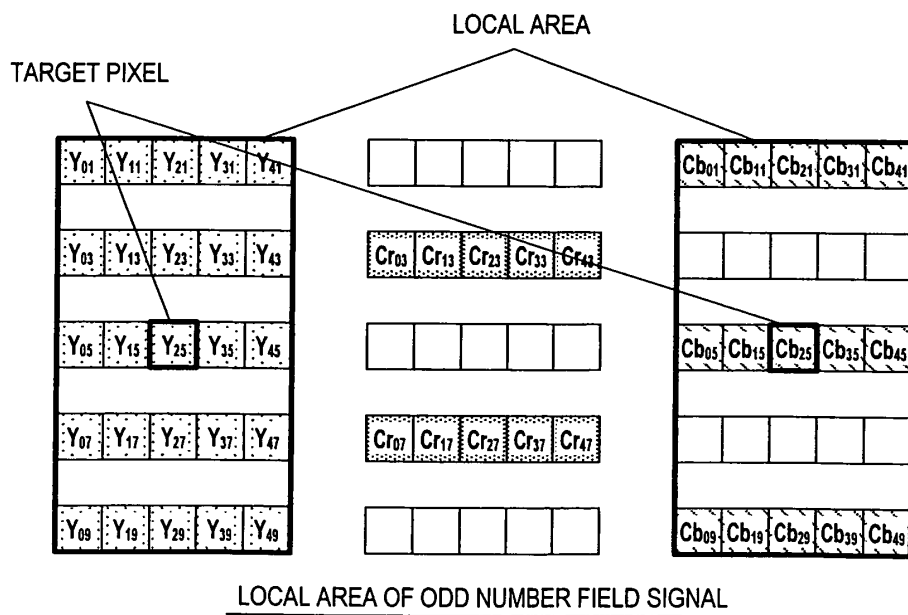 LOCAL AREA
TARGET PIXEL
Y01 Y11 Y21 Y31 Y41 Cb01 Cb11 Cb21 Cb31 Cb41
Y03 Y13 Y23 Y33 Y43 Cr03 Cr13 Cr23 Cr33 Cr43
Y05 Y15 Y25 Y35 Y45 Cb05 Cb15 Cb25 Cb35 Cb45
Y07 Y17 Y27 Y37 Y47 Cr07 Cr17 Cr27 Cr37 Cr47
Y09 Y19 Y29 Y39 Y49 Cb09 Cb19 Cb29 Cb39 Cb49
LOCAL AREA OF ODD NUMBER FIELD SIGNAL